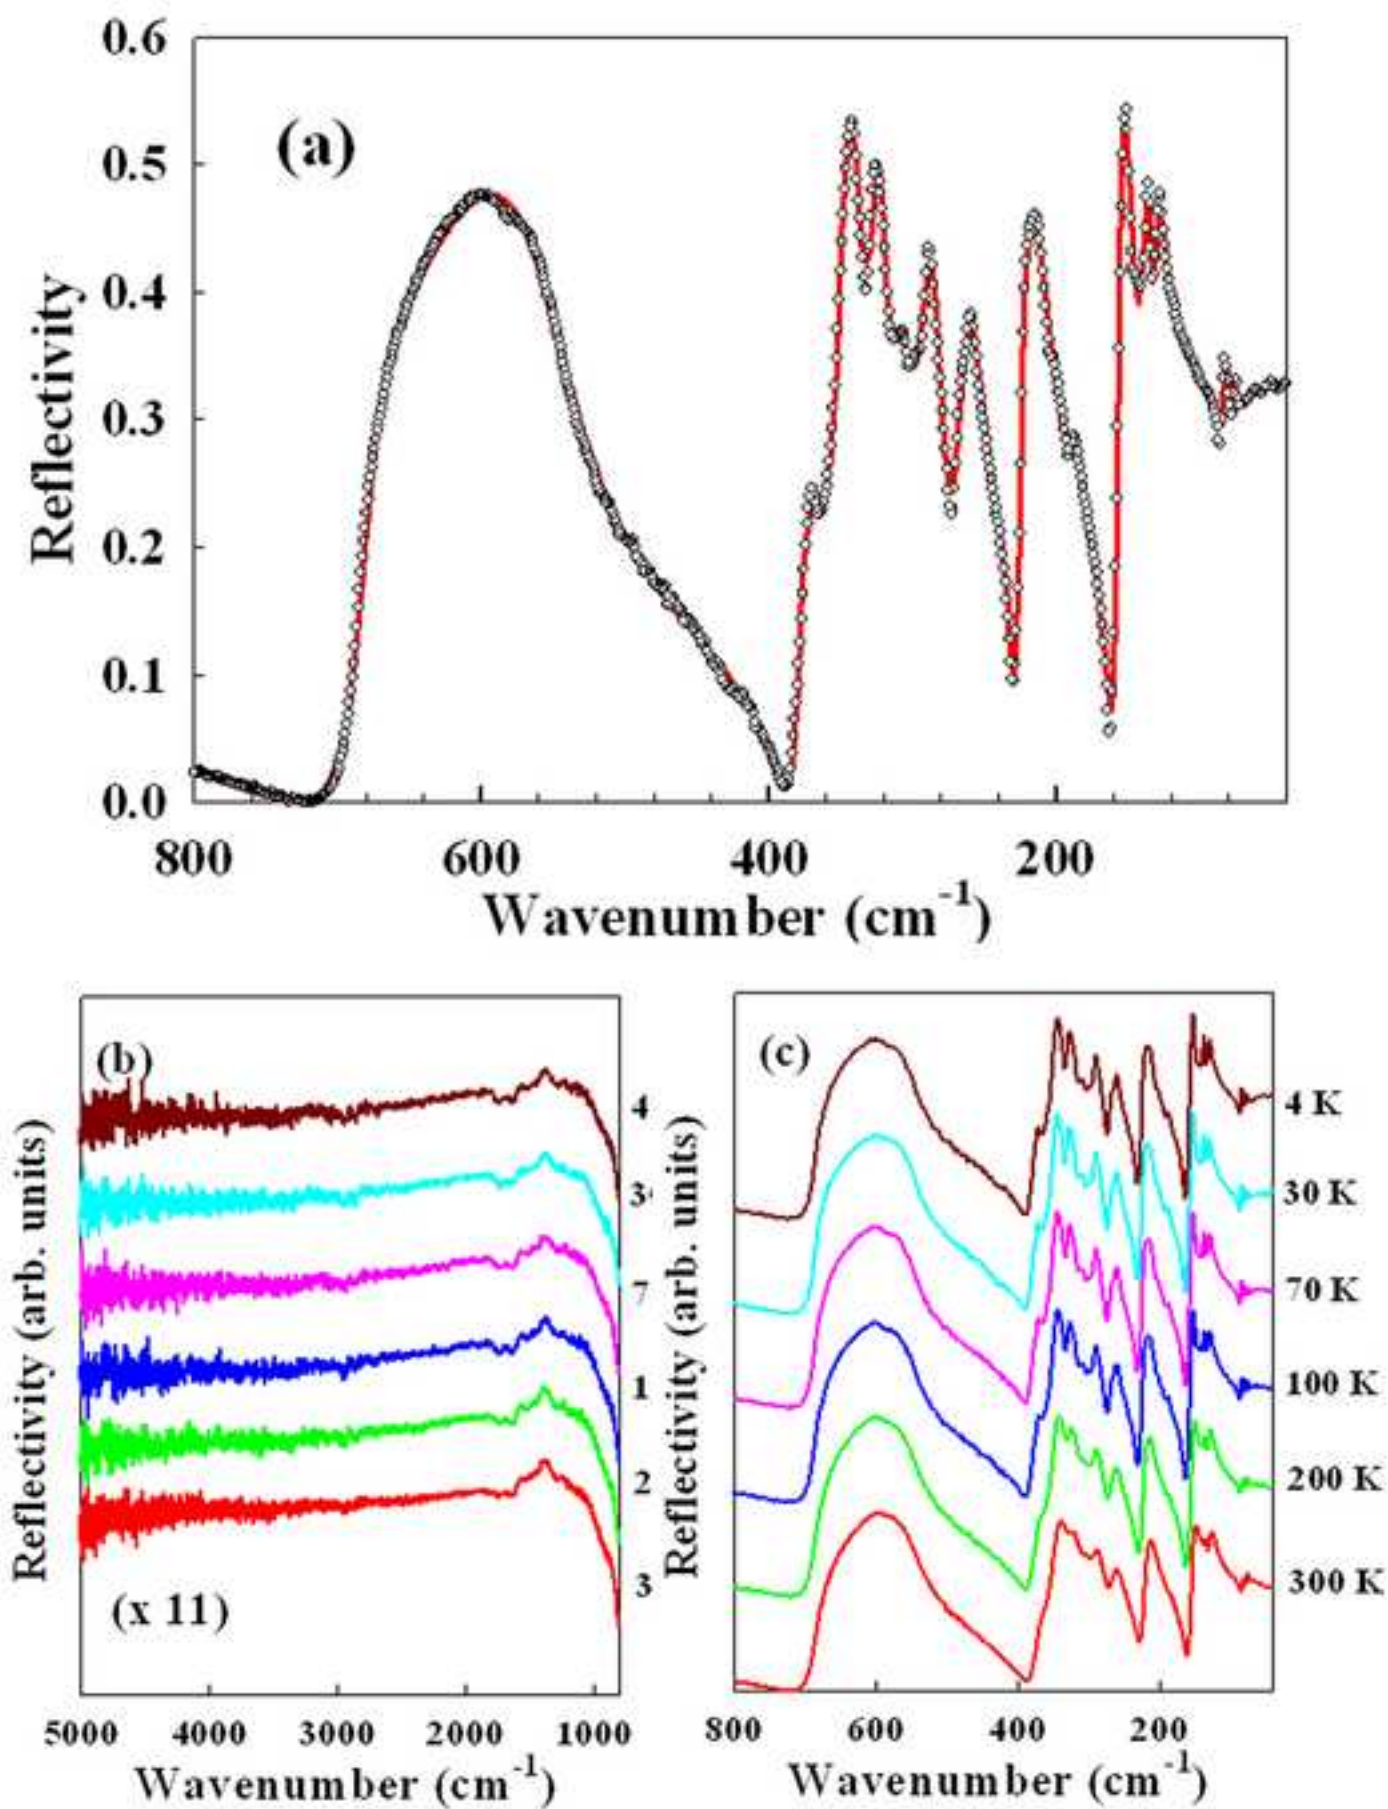 0.6
(a)
0.5
0.4
0.3
0.2
0.1
0.0
Reflectivity
800 600 400 200
Wavenumber (cm-1)
(b)
4
3
7
1
2
3
(x 11)
Reflectivity (arb. units)
5000 4000 3000 2000 1000
Wavenumber (cm-1)
(c)
4 K
30 K
70 K
100 K
200 K
300 K
Reflectivity (arb. units)
800 600 400 200
Wavenumber (cm-1)